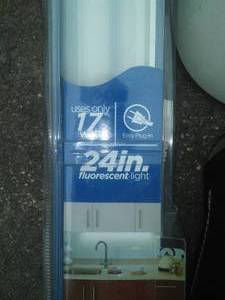 uses only
17
Watts
Easy Plug-In
24in.
fluorescent light